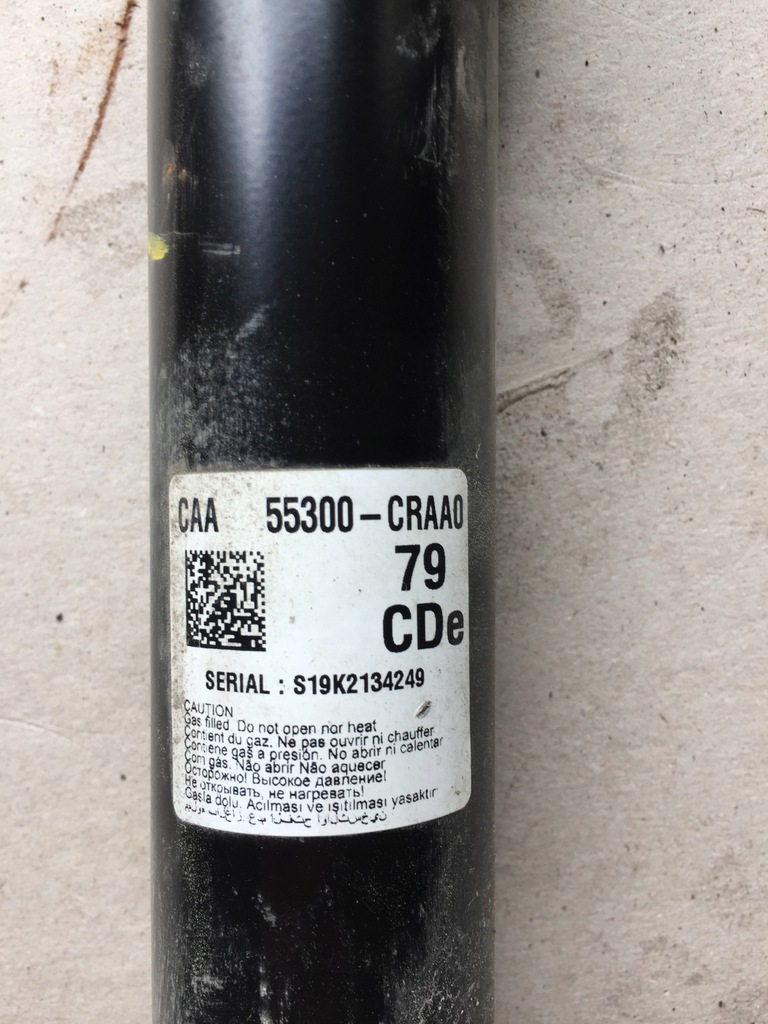 CAA 55300-CRAA0
79
CDe
SERIAL : S19K2134249
CAUTION
Gas filled. Do not open nor heat
Contient du gaz. Ne pas ouvrir ni chauffer
Contiene gas a presión. No abrir ni calentar
Com gás. Não abrir Não aquecer
Осторожно! Высокое давление!
Не открывать, не нагревать!
Gasla dolu. Açılması ve ısıtılması yasaktır